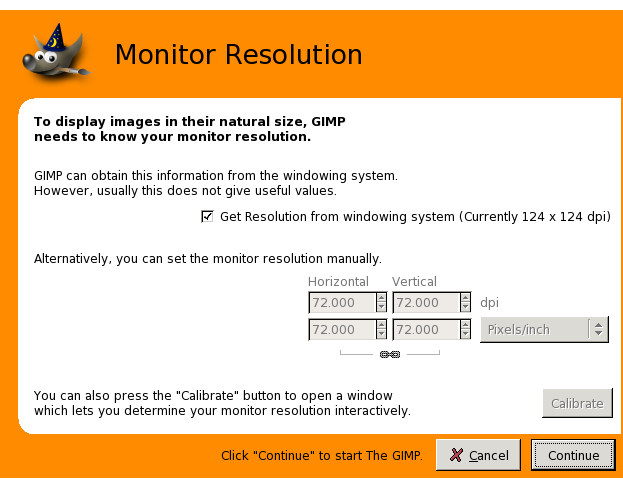 Monitor Resolution
To display images in their natural size, GIMP
needs to know your monitor resolution.
GIMP can obtain this information from the windowing system.
However, usually this does not give useful values.
Get Resolution from windowing system (Currently 124 x 124 dpi)
Alternatively, you can set the monitor resolution manually.
Horizontal Vertical
72.000 72.000 dpi
72.000 72.000 Pixels/inch
You can also press the "Calibrate" button to open a window
which lets you determine your monitor resolution interactively.
Calibrate
Click "Continue" to start The GIMP. Cancel Continue